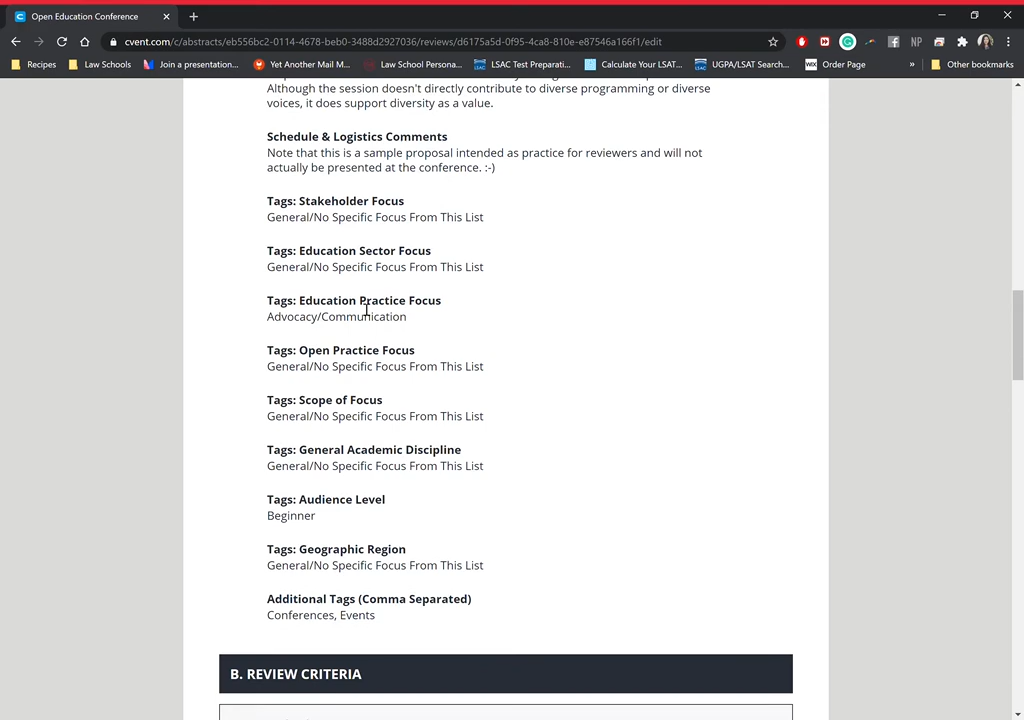 Open Education Conference
cvent.com/c/abstracts/eb556bc2-0114-4678-beb0-3488d2927036/reviews/d6175a5d-0f95-4ca8-810e-e87546a166f1/edit
NP
Recipes Law Schools Join a presentation... Yet Another Mail M... Law School Persona... LSAC Test Preparati... Calculate Your LSAT... UGPA/LSAT Search... WIX Order Page » Other bookmarks
Although the session doesn't directly contribute to diverse programming or diverse
voices, it does support diversity as a value.
Schedule & Logistics Comments
Note that this is a sample proposal intended as practice for reviewers and will not
actually be presented at the conference. :-)
Tags: Stakeholder Focus
General/No Specific Focus From This List
Tags: Education Sector Focus
General/No Specific Focus From This List
Tags: Education Practice Focus
Advocacy/Communication
Tags: Open Practice Focus
General/No Specific Focus From This List
Tags: Scope of Focus
General/No Specific Focus From This List
Tags: General Academic Discipline
General/No Specific Focus From This List
Tags: Audience Level
Beginner
Tags: Geographic Region
General/No Specific Focus From This List
Additional Tags (Comma Separated)
Conferences, Events
B. REVIEW CRITERIA